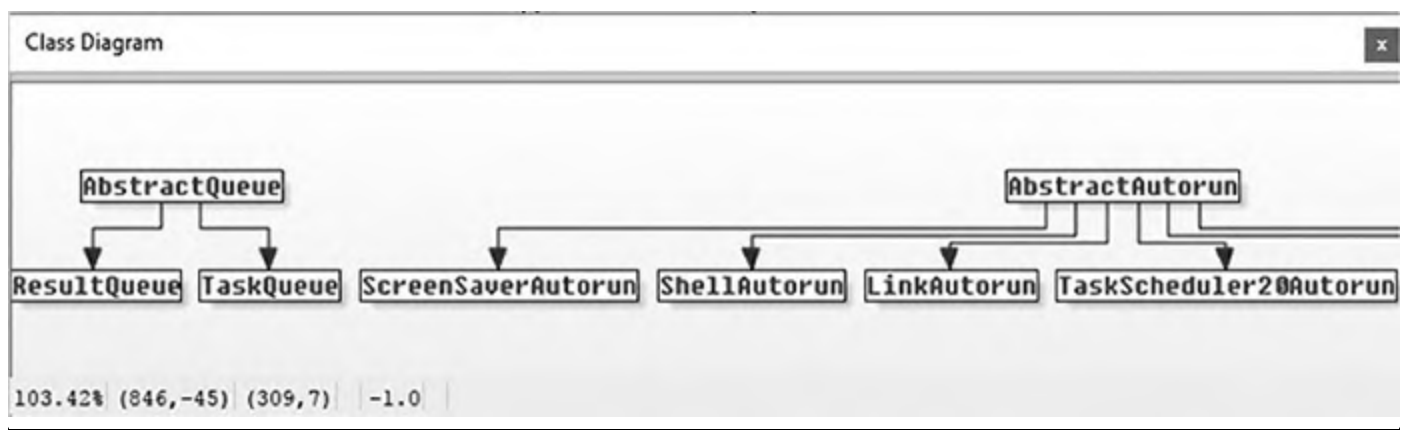 Class Diagram
x
AbstractQueue AbstractAutorun
ResultQueue TaskQueue ScreenSaverAutorun ShellAutorun LinkAutorun TaskScheduler20Autorun
103.42% (846,-45) (309,7) -1.0